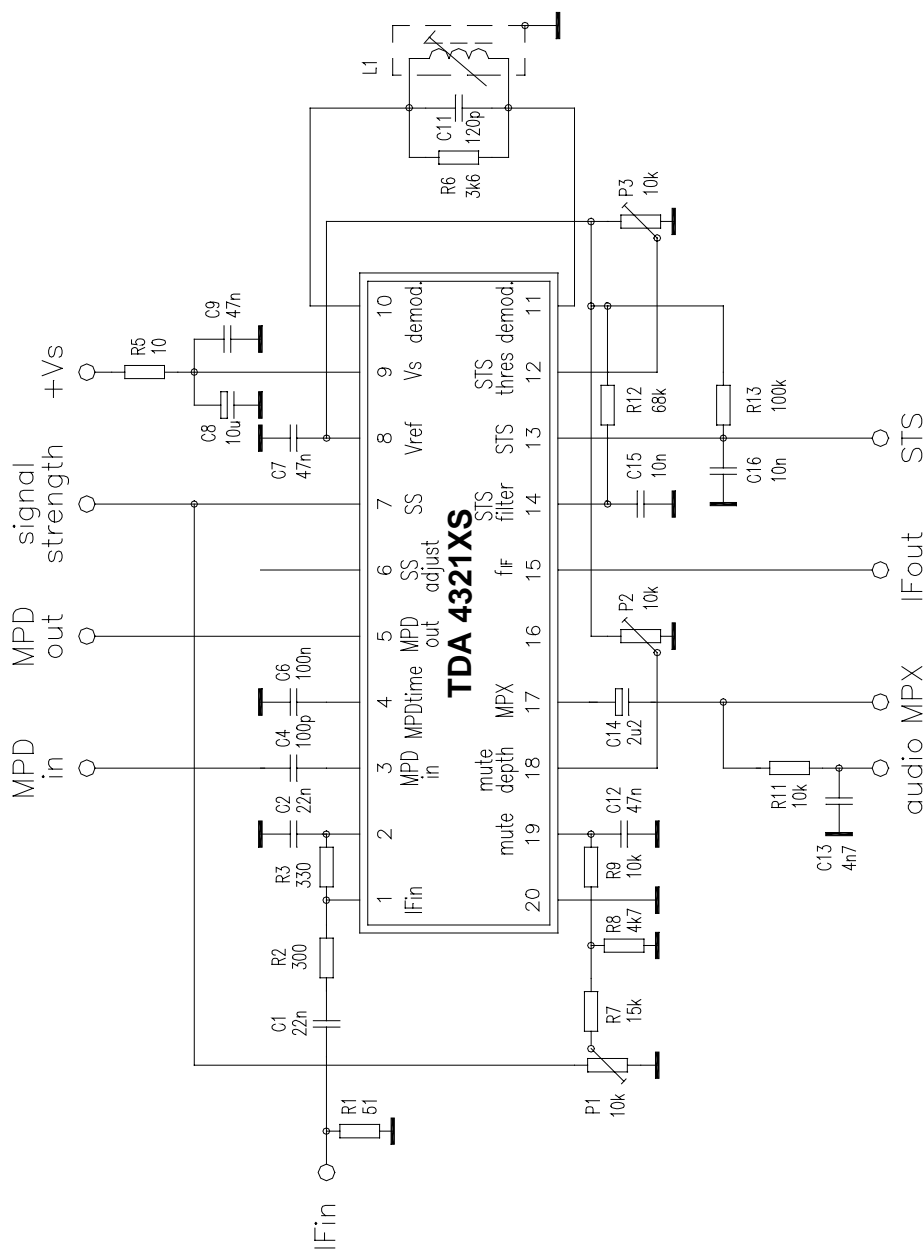 IFin
R1
51
C1
22n
R2
300
R3
330
C2
22n
MPD
in
C4
100p
C6
100n
MPD
out
signal
strength
+Vs
R5
10
C9
47n
C8
10u
C7
47n
L1
C11
120p
R6
3k6
1
2
3
4
5
6
7
8
9
10
IFin
MPD
in
MPDtime
MPD
out
SS
adjust
SS
Vref
Vs
demod.
TDA 4321XS
mute
mute
depth
MPX
fIF
STS
filter
STS
STS
thres
demod.
20
19
18
17
16
15
14
13
12
11
P1
10k
R7
15k
R8
4k7
R9
10k
C12
47n
C14
2u2
P2
10k
C15
10n
R12
68k
P3
10k
R13
100k
C16
10n
R11
10k
C13
4n7
audio
MPX
IFout
STS